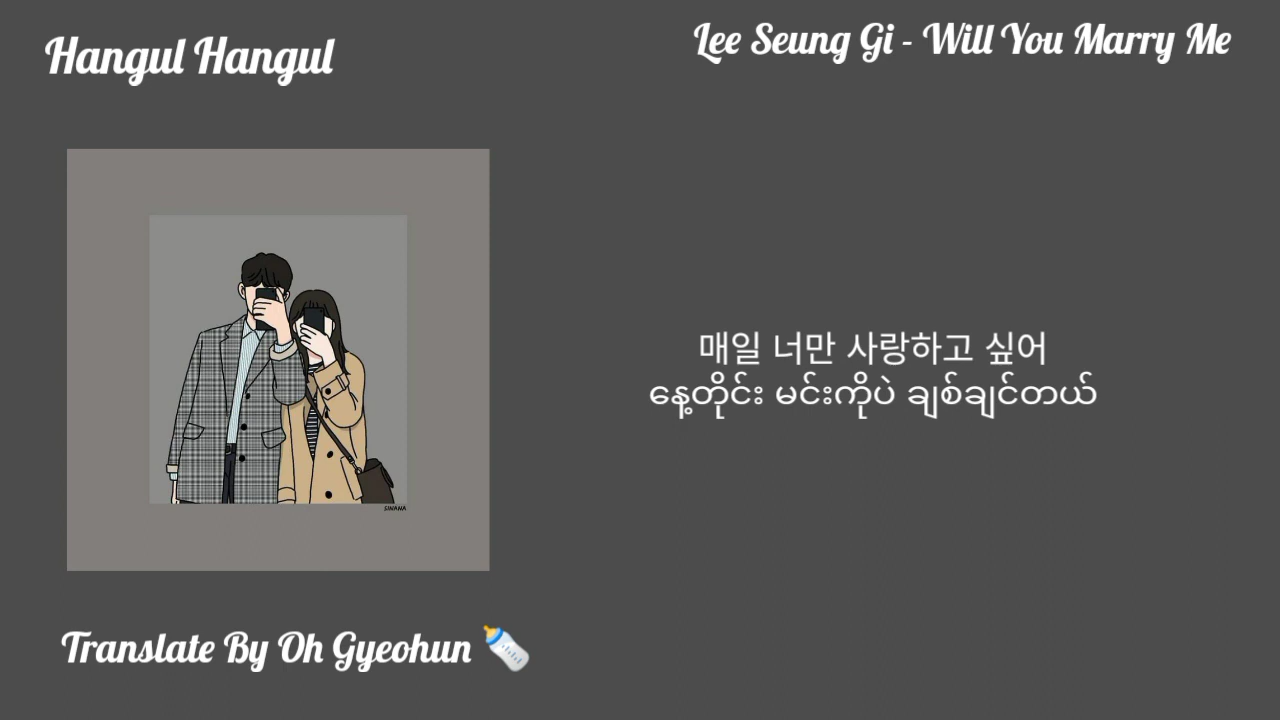 Hangul Hangul
Lee Seung Gi - Will You Marry Me
매일 너만 사랑하고 싶어
နေ့တိုင်း မင်းကိုပဲ ချစ်ချင်တယ်
SINANA
Translate By Oh Gyeohun 🍼